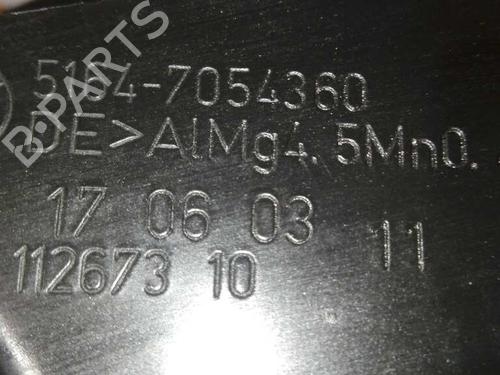 B-PARTS
5164-7054360
DE>AlMg4.5Mn0.
17 06 03 11
112673 10